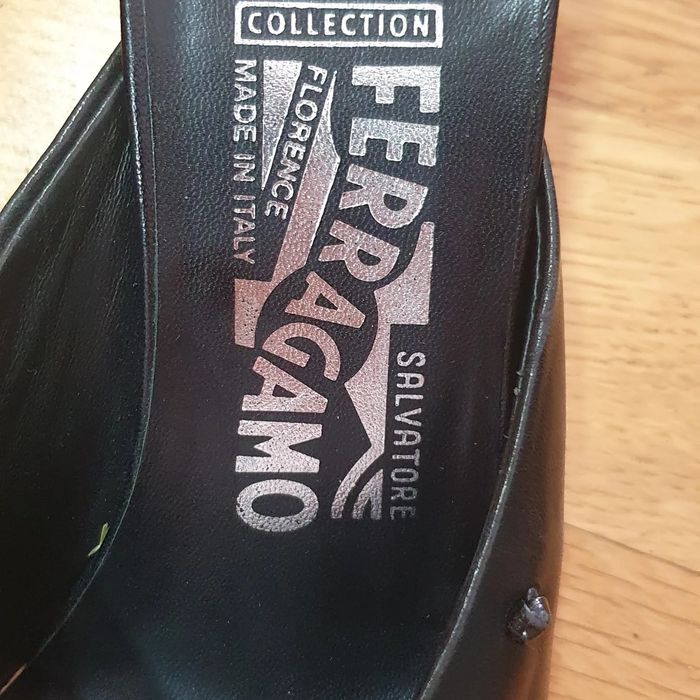 COLLECTION
FERRAGAMO
FLORENCE
MADE IN ITALY
SALVATORE